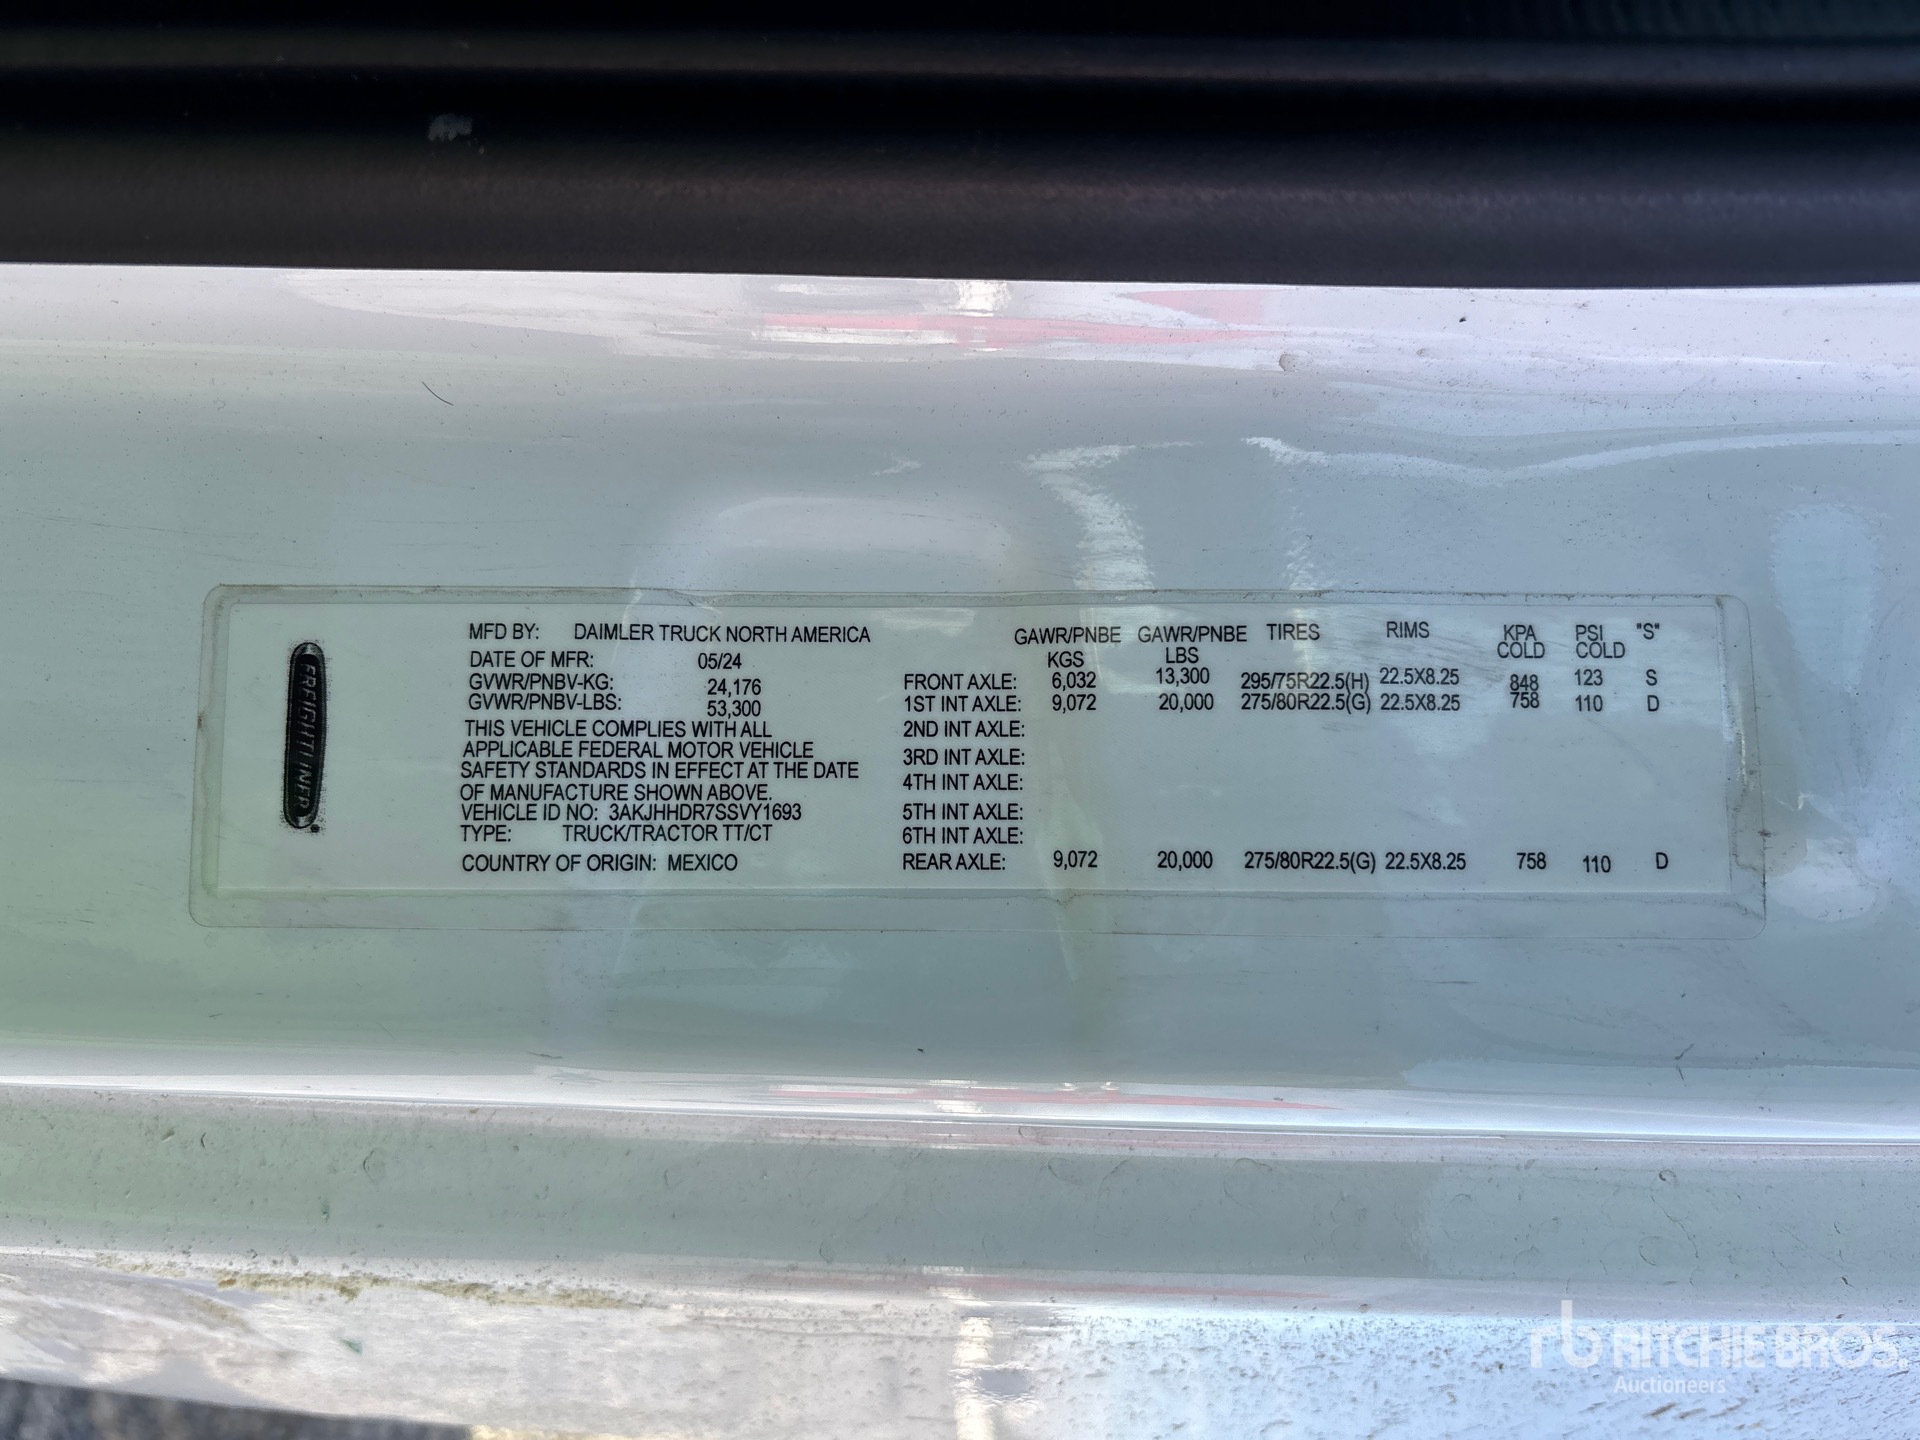 FREIGHTLINER
MFD BY: DAIMLER TRUCK NORTH AMERICA
DATE OF MFR: 05/24
GVWR/PNBV-KG: 24,176
GVWR/PNBV-LBS: 53,300
THIS VEHICLE COMPLIES WITH ALL
APPLICABLE FEDERAL MOTOR VEHICLE
SAFETY STANDARDS IN EFFECT AT THE DATE
OF MANUFACTURE SHOWN ABOVE.
VEHICLE ID NO: 3AKJHHDR7SSVY1693
TYPE: TRUCK/TRACTOR TT/CT
COUNTRY OF ORIGIN: MEXICO
GAWR/PNBE GAWR/PNBE TIRES RIMS KPA PSI "S"
KGS LBS COLD COLD
FRONT AXLE: 6,032 13,300 295/75R22.5(H) 22.5X8.25 848 123 S
1ST INT AXLE: 9,072 20,000 275/80R22.5(G) 22.5X8.25 758 110 D
2ND INT AXLE:
3RD INT AXLE:
4TH INT AXLE:
5TH INT AXLE:
6TH INT AXLE:
REAR AXLE: 9,072 20,000 275/80R22.5(G) 22.5X8.25 758 110 D
rb RITCHIE BROS.
Auctioneers